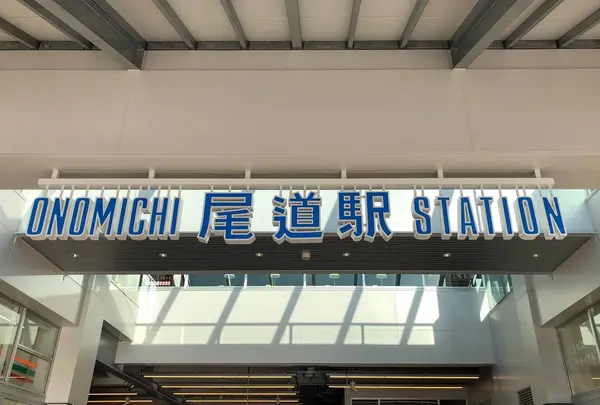 ONOMICHI 尾道駅 STATION